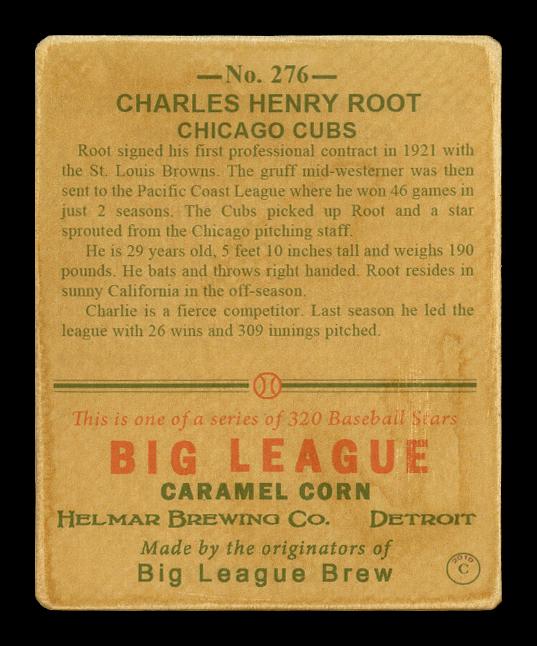 —No. 276—
CHARLES HENRY ROOT
CHICAGO CUBS
Root signed his first professional contract in 1921 with
the St. Louis Browns. The gruff mid-westerner was then
sent to the Pacific Coast League where he won 46 games in
just 2 seasons. The Cubs picked up Root and a star
sprouted from the Chicago pitching staff.
He is 29 years old, 5 feet 10 inches tall and weighs 190
pounds. He bats and throws right handed. Root resides in
sunny California in the off-season.
Charlie is a fierce competitor. Last season he led the
league with 26 wins and 309 innings pitched.
This is one of a series of 320 Baseball Stars
BIG LEAGUE
CARAMEL CORN
HELMAR BREWING CO. DETROIT
Made by the originators of
Big League Brew
2010
C